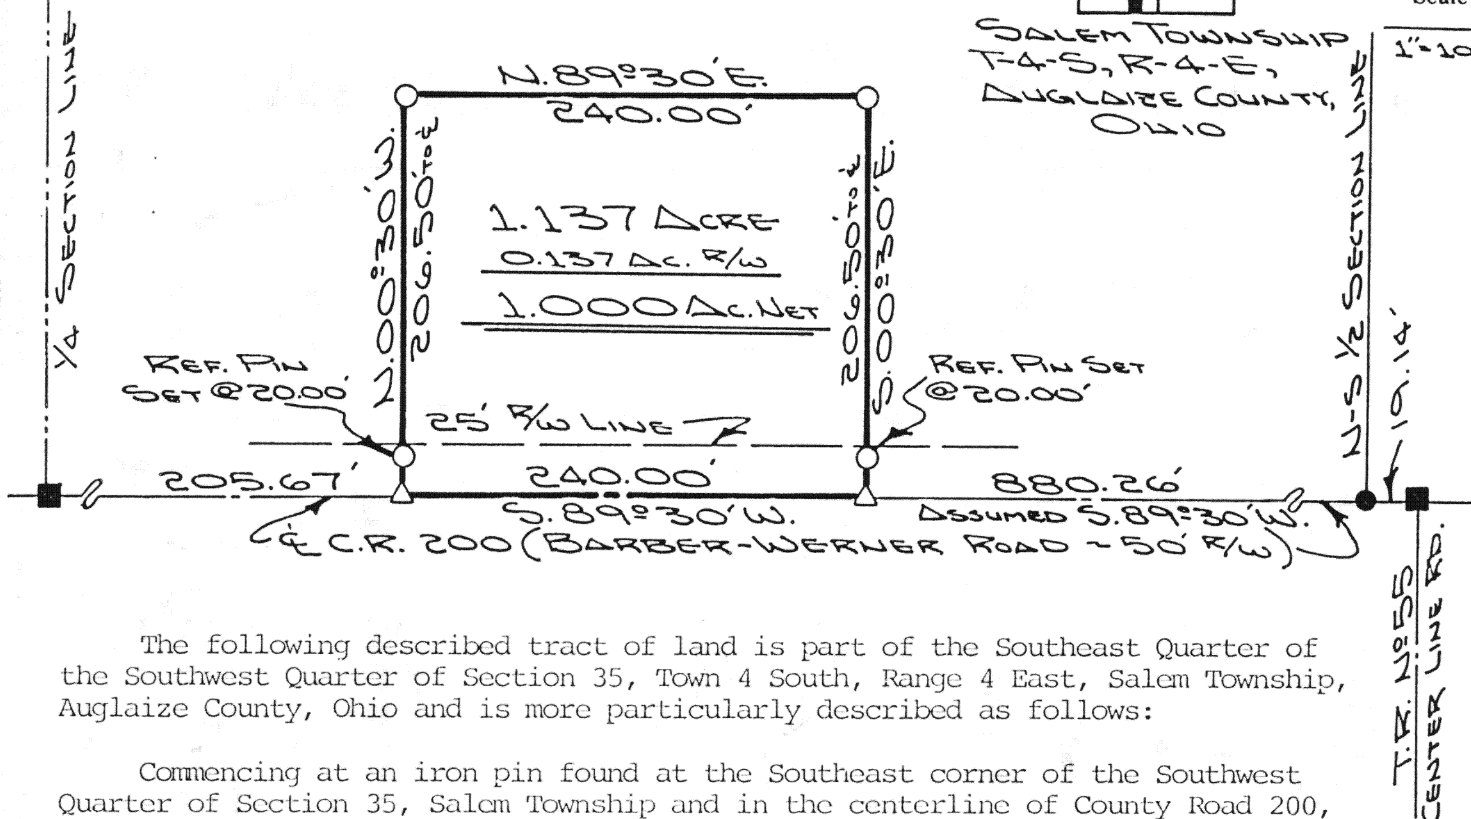 Scale
SALEM TOWNSHIP
T-4-S, R-4-E,
AUGLAIZE COUNTY,
OHIO
1"=10
1/4 SECTION LINE
N.89°30'E.
240.00'
N.00°30'W.
206.50' TO ℄
1.137 ACRE
0.137 AC. R/W
1.000 AC. NET
206.50' TO ℄
S.00°30'E.
N-S 1/2 SECTION LINE
19.14'
REF. PIN
SET @ 20.00'
REF. PIN SET
@ 20.00'
25' R/W LINE
205.67'
240.00'
880.26'
S.89°30'W.
ASSUMED S.89°30'W.
℄ C.R. 200 (BARBER-WERNER ROAD ~ 50' R/W)
T.R. Nº55
CENTER LINE RD.
The following described tract of land is part of the Southeast Quarter of
the Southwest Quarter of Section 35, Town 4 South, Range 4 East, Salem Township,
Auglaize County, Ohio and is more particularly described as follows:
Commencing at an iron pin found at the Southeast corner of the Southwest
Quarter of Section 35, Salem Township and in the centerline of County Road 200,